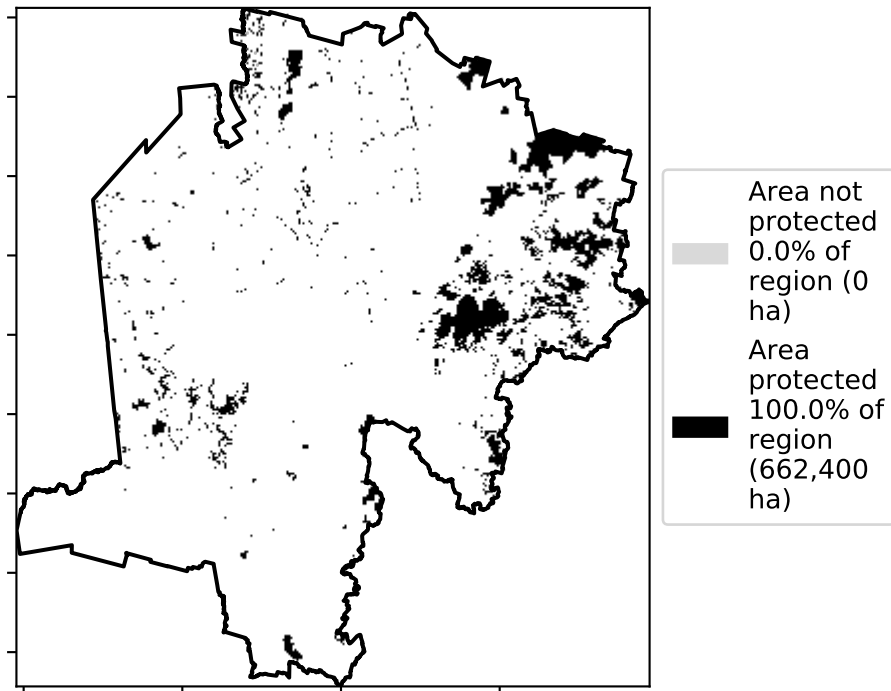 Area not
protected
0.0% of
region (0
ha)
Area
protected
100.0% of
region
(662,400
ha)